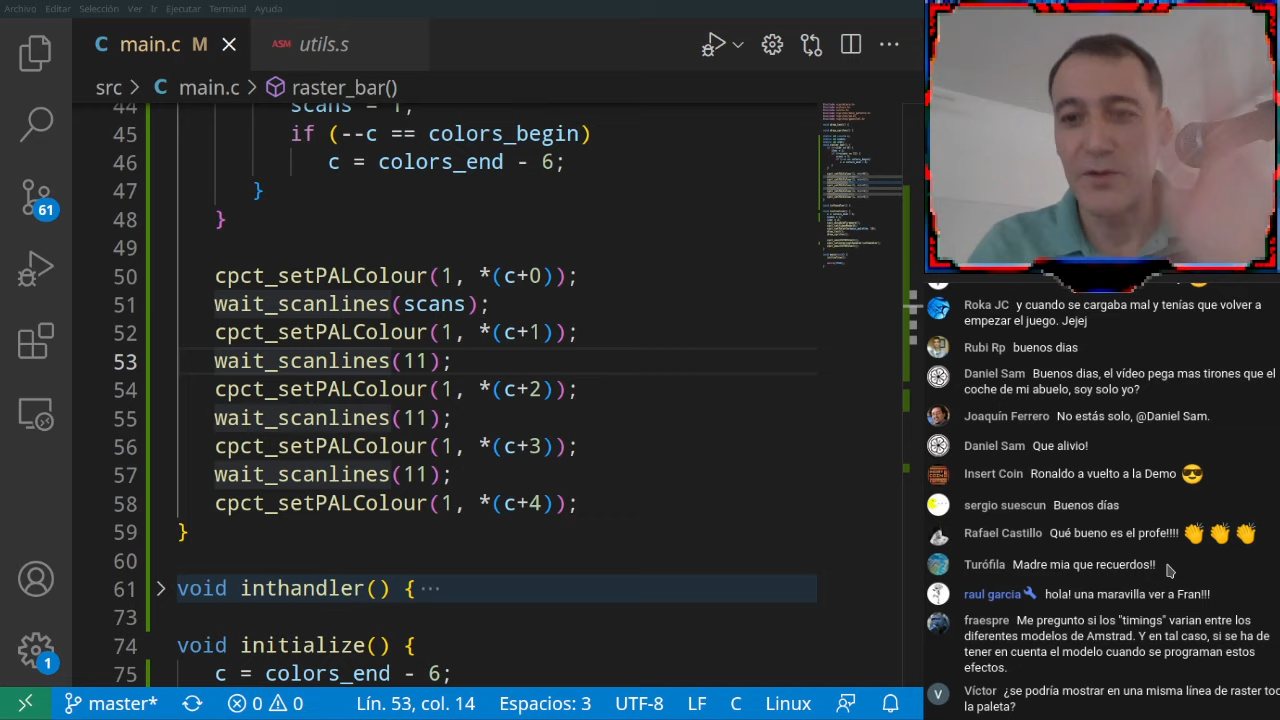 Archivo Editar Selección Ver Ir Ejecutar Terminal Ayuda
C main.c M
ASM utils.s
src > C main.c > raster_bar()
44 scans = 1;
45 if (--c == colors_begin)
46 c = colors_end - 6;
47 }
48 }
49
50 cpct_setPALColour(1, *(c+0));
51 wait_scanlines(scans);
52 cpct_setPALColour(1, *(c+1));
53 wait_scanlines(11);
54 cpct_setPALColour(1, *(c+2));
55 wait_scanlines(11);
56 cpct_setPALColour(1, *(c+3));
57 wait_scanlines(11);
58 cpct_setPALColour(1, *(c+4));
59 }
60
61 void inthandler() { ···
73
74 void initialize() {
75 c = colors_end - 6;
61
1
master* 0 0 Lín. 53, col. 14 Espacios: 3 UTF-8 LF C Linux
Roka JC y cuando se cargaba mal y tenías que volver a
empezar el juego. Jejej
Rubi Rp buenos dias
Daniel Sam Buenos dias, el vídeo pega mas tirones que el
coche de mi abuelo, soy solo yo?
Joaquín Ferrero No estás solo, @Daniel Sam.
Daniel Sam Que alivio!
Insert Coin Ronaldo a vuelto a la Demo 😎
sergio suescun Buenos días
Rafael Castillo Qué bueno es el profe!!!! 👏 👏 👏
Turófila Madre mia que recuerdos!!
raul garcia hola! una maravilla ver a Fran!!!
fraespre Me pregunto si los "timings" varian entre los
diferentes modelos de Amstrad. Y en tal caso, si se ha de
tener en cuenta el modelo cuando se programan estos
efectos.
V Víctor ¿se podría mostrar en una misma línea de raster
la paleta?